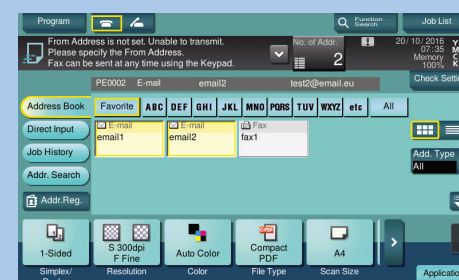 Program
Function
Search
Job List
From Address is not set. Unable to transmit.
Please specify the From Address.
Fax can be sent at any time using the Keypad.
No. of Addr.
2
20/10/2016
07:35
Memory
100%
Y
M
C
K
PE0002 E-mail email2 test2@email.eu
Check Setti
Address Book
Favorite ABC DEF GHI JKL MNO PQRS TUV WXYZ etc All
Direct Input
E-mail
email1
E-mail
email2
Fax
fax1
Job History
Addr. Search
Addr. Type
All
Addr.Reg.
1-Sided
S 300dpi
F Fine
Auto Color
Compact
PDF
A4
Simplex/
Resolution
Color
File Type
Scan Size
Applicatio